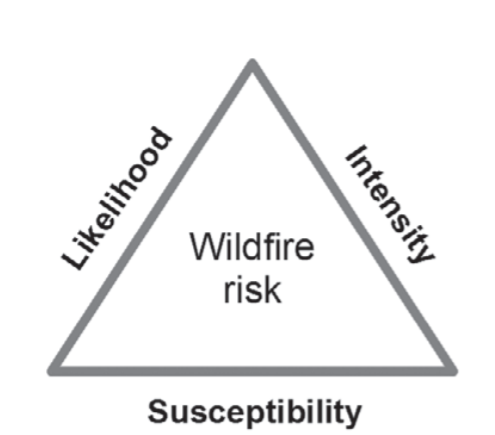 Likelihood
Intensity
Wildfire
risk
Susceptibility